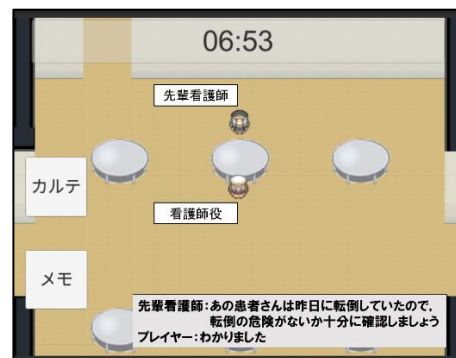 06:53
先輩看護師
カルテ
看護師役
メモ
先輩看護師:あの患者さんは昨日に転倒していたので,
転倒の危険がないか十分に確認しましょう
プレイヤー:わかりました